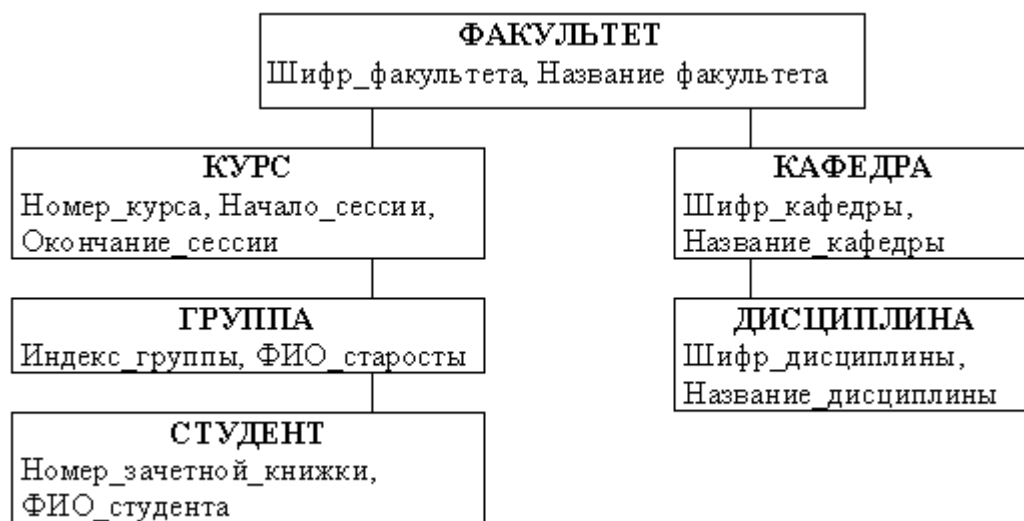 ФАКУЛЬТЕТ
Шифр_факультета, Название факультета
КУРС
Номер_курса, Начало_сессии,
Окончание_сессии
КАФЕДРА
Шифр_кафедры,
Название_кафедры
ГРУППА
Индекс_группы, ФИО_старосты
ДИСЦИПЛИНА
Шифр_дисциплины,
Название_дисциплины
СТУДЕНТ
Номер_зачетной_книжки,
ФИО_студента